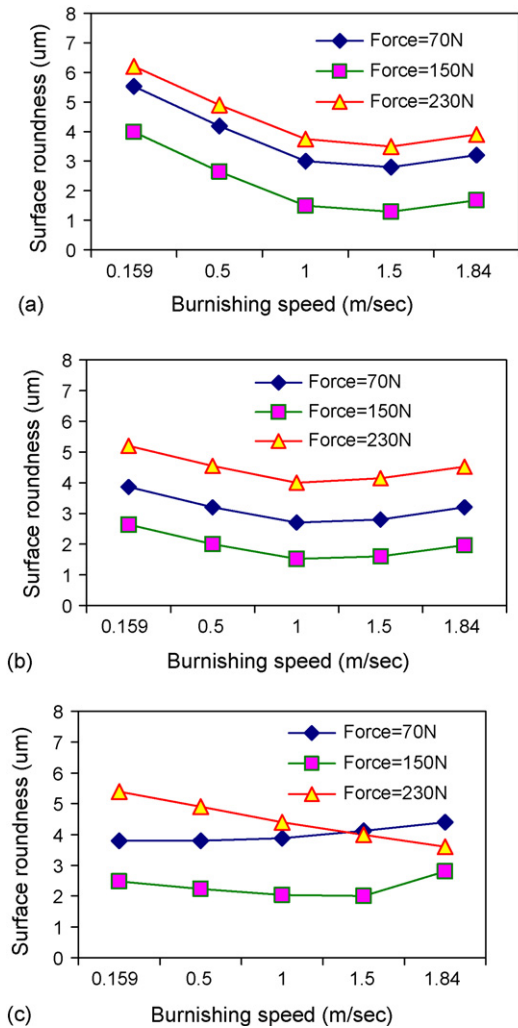 8
7
6
5
4
3
2
1
0
Surface roundness (um)
Force=70N
Force=150N
Force=230N
0.159 0.5 1 1.5 1.84
(a) Burnishing speed (m/sec)
8
7
6
5
4
3
2
1
0
Surface roundness (um)
Force=70N
Force=150N
Force=230N
0.159 0.5 1 1.5 1.84
(b) Burnishing speed (m/sec)
8
7
6
5
4
3
2
1
0
Surface roundness (um)
Force=70N
Force=150N
Force=230N
0.159 0.5 1 1.5 1.84
(c) Burnishing speed (m/sec)